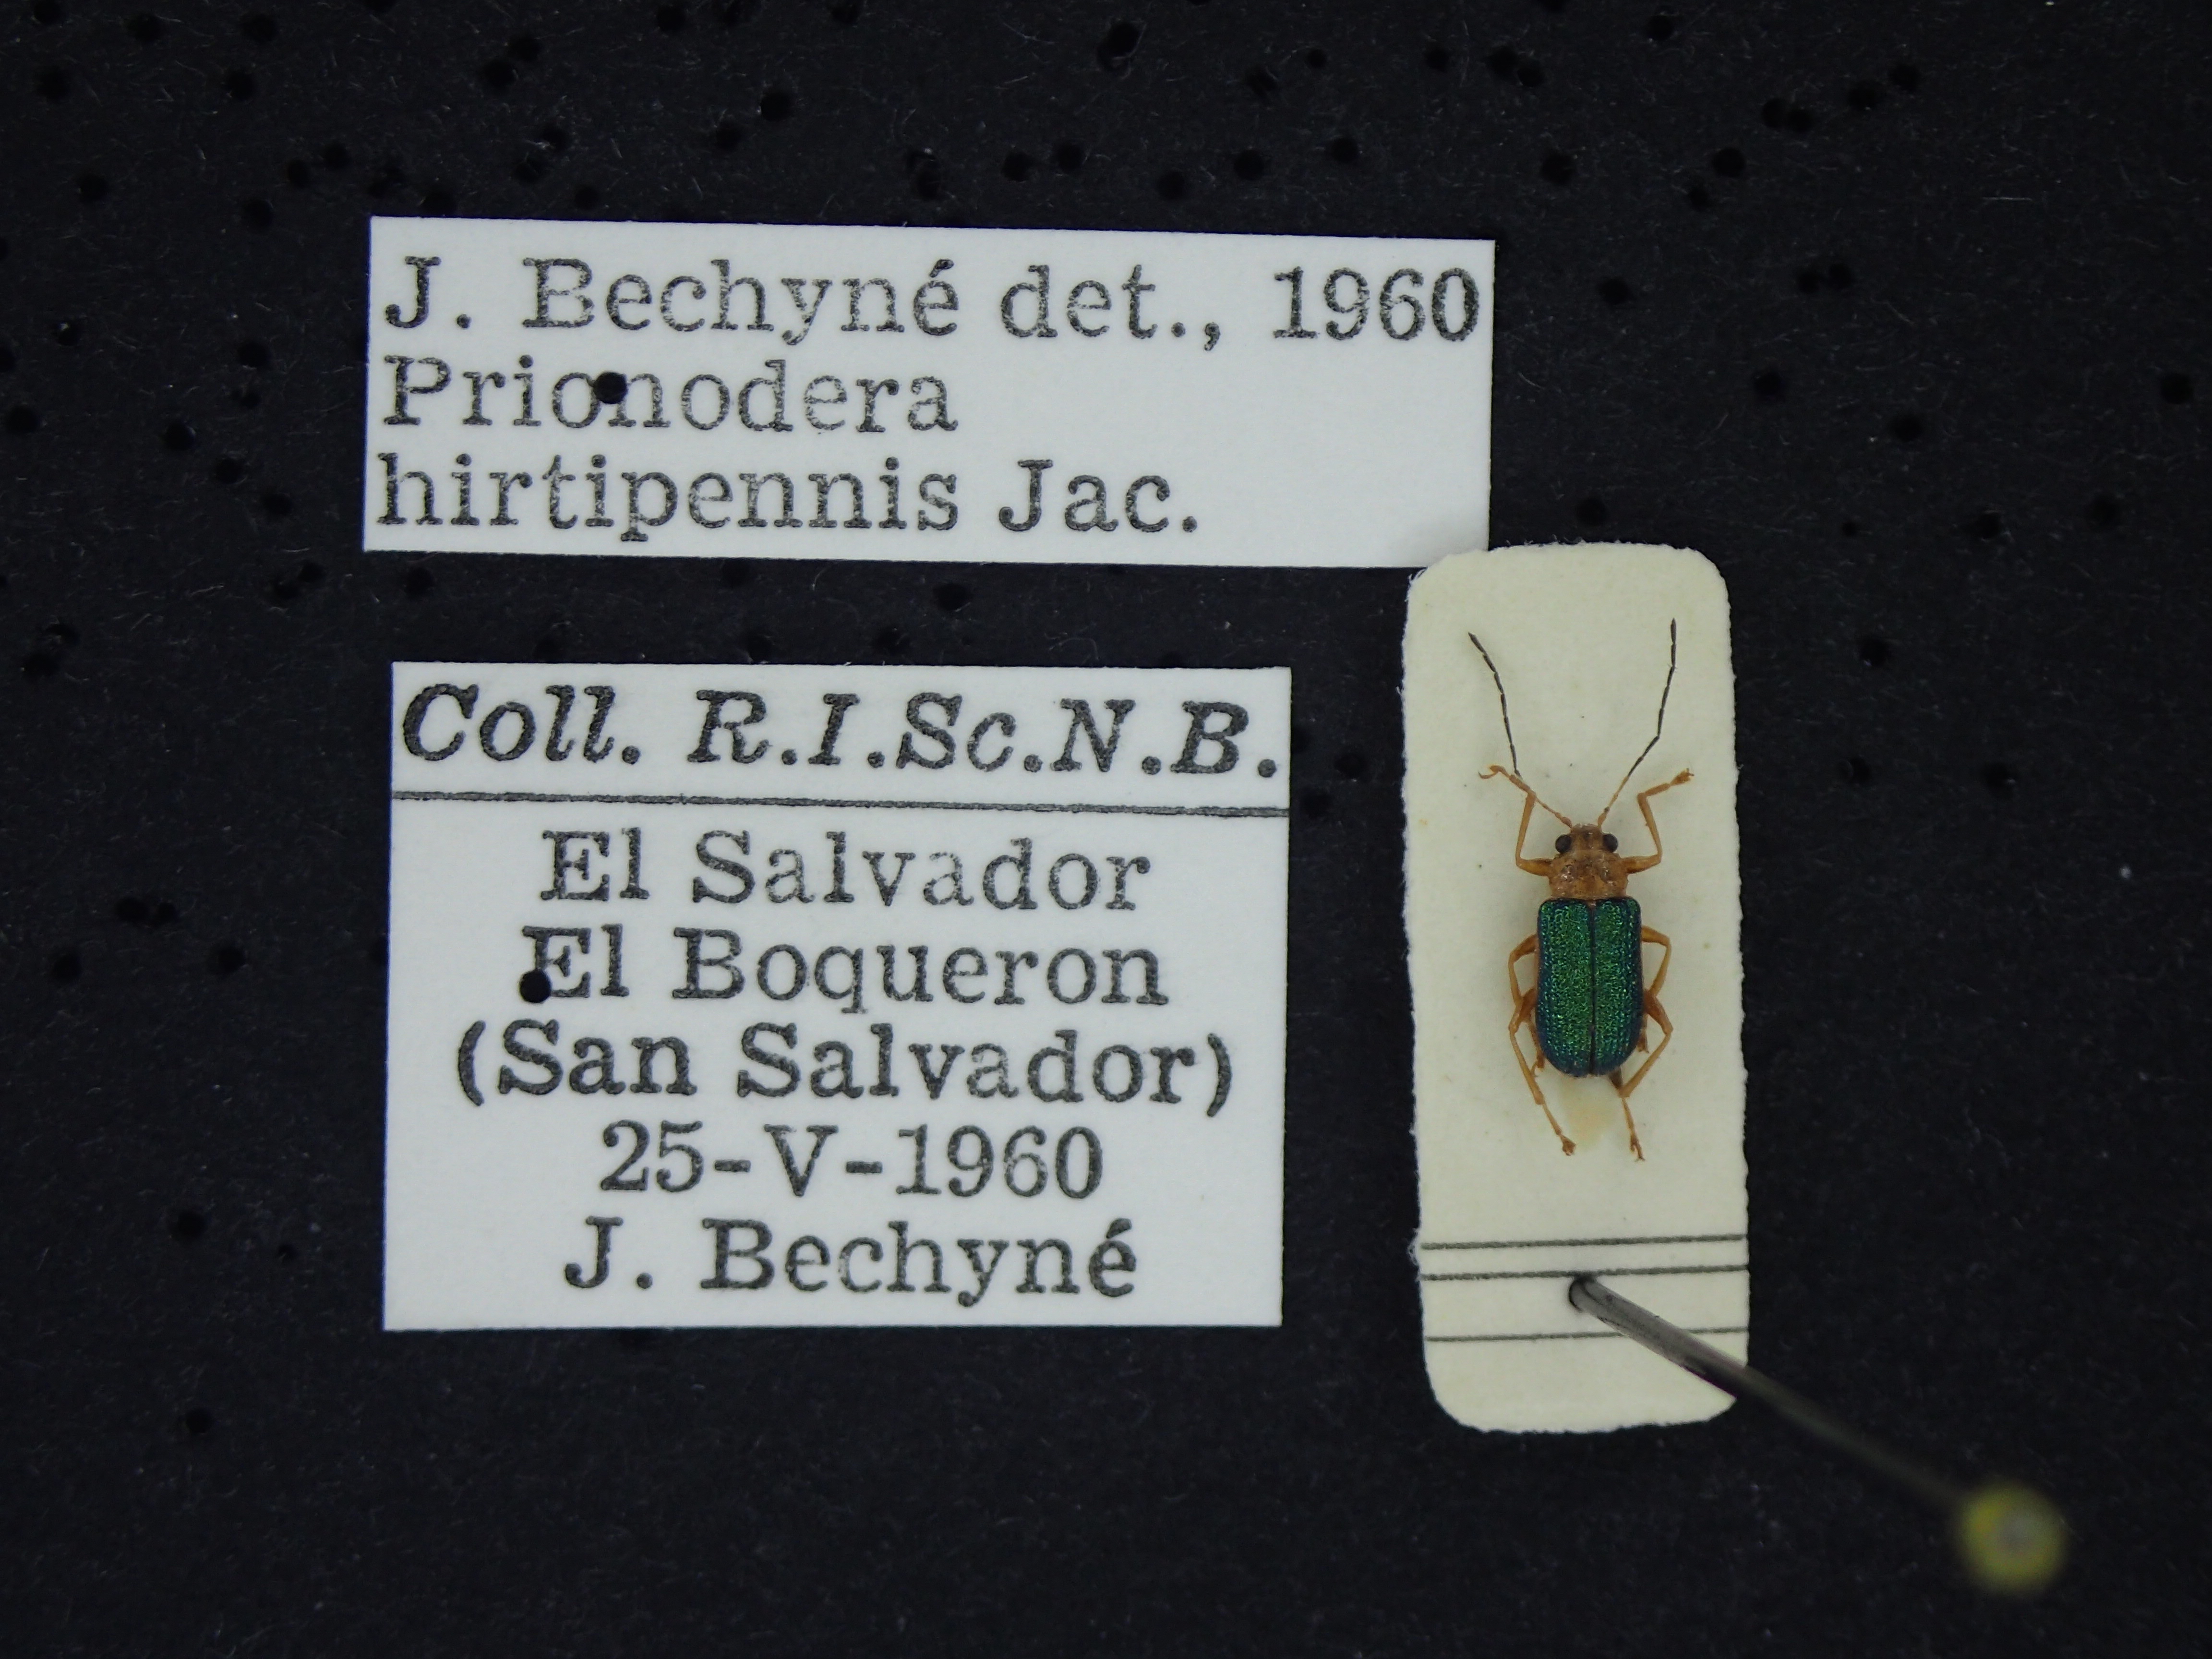 J. Bechyné det., 1960
Prionodera
hirtipennis Jac.
Coll. R.I.Sc.N.B.
El Salvador
El Boqueron
(San Salvador)
25-V-1960
J. Bechyné